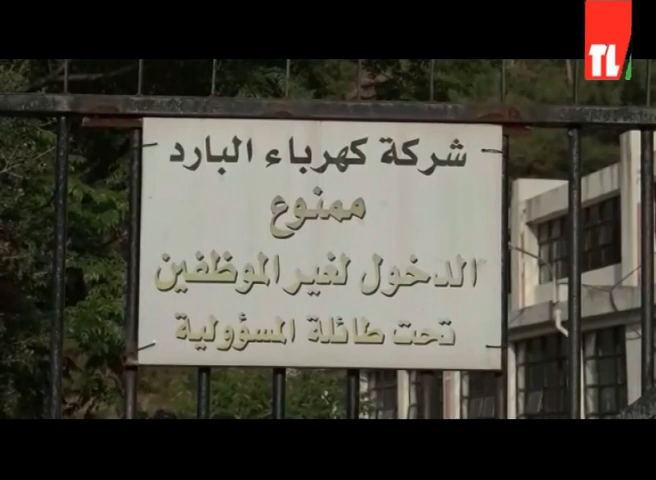 TL
شركة كهرباء البارد
ممنوع
الدخول لغير الموظفين
تحت طائلة المسؤولية